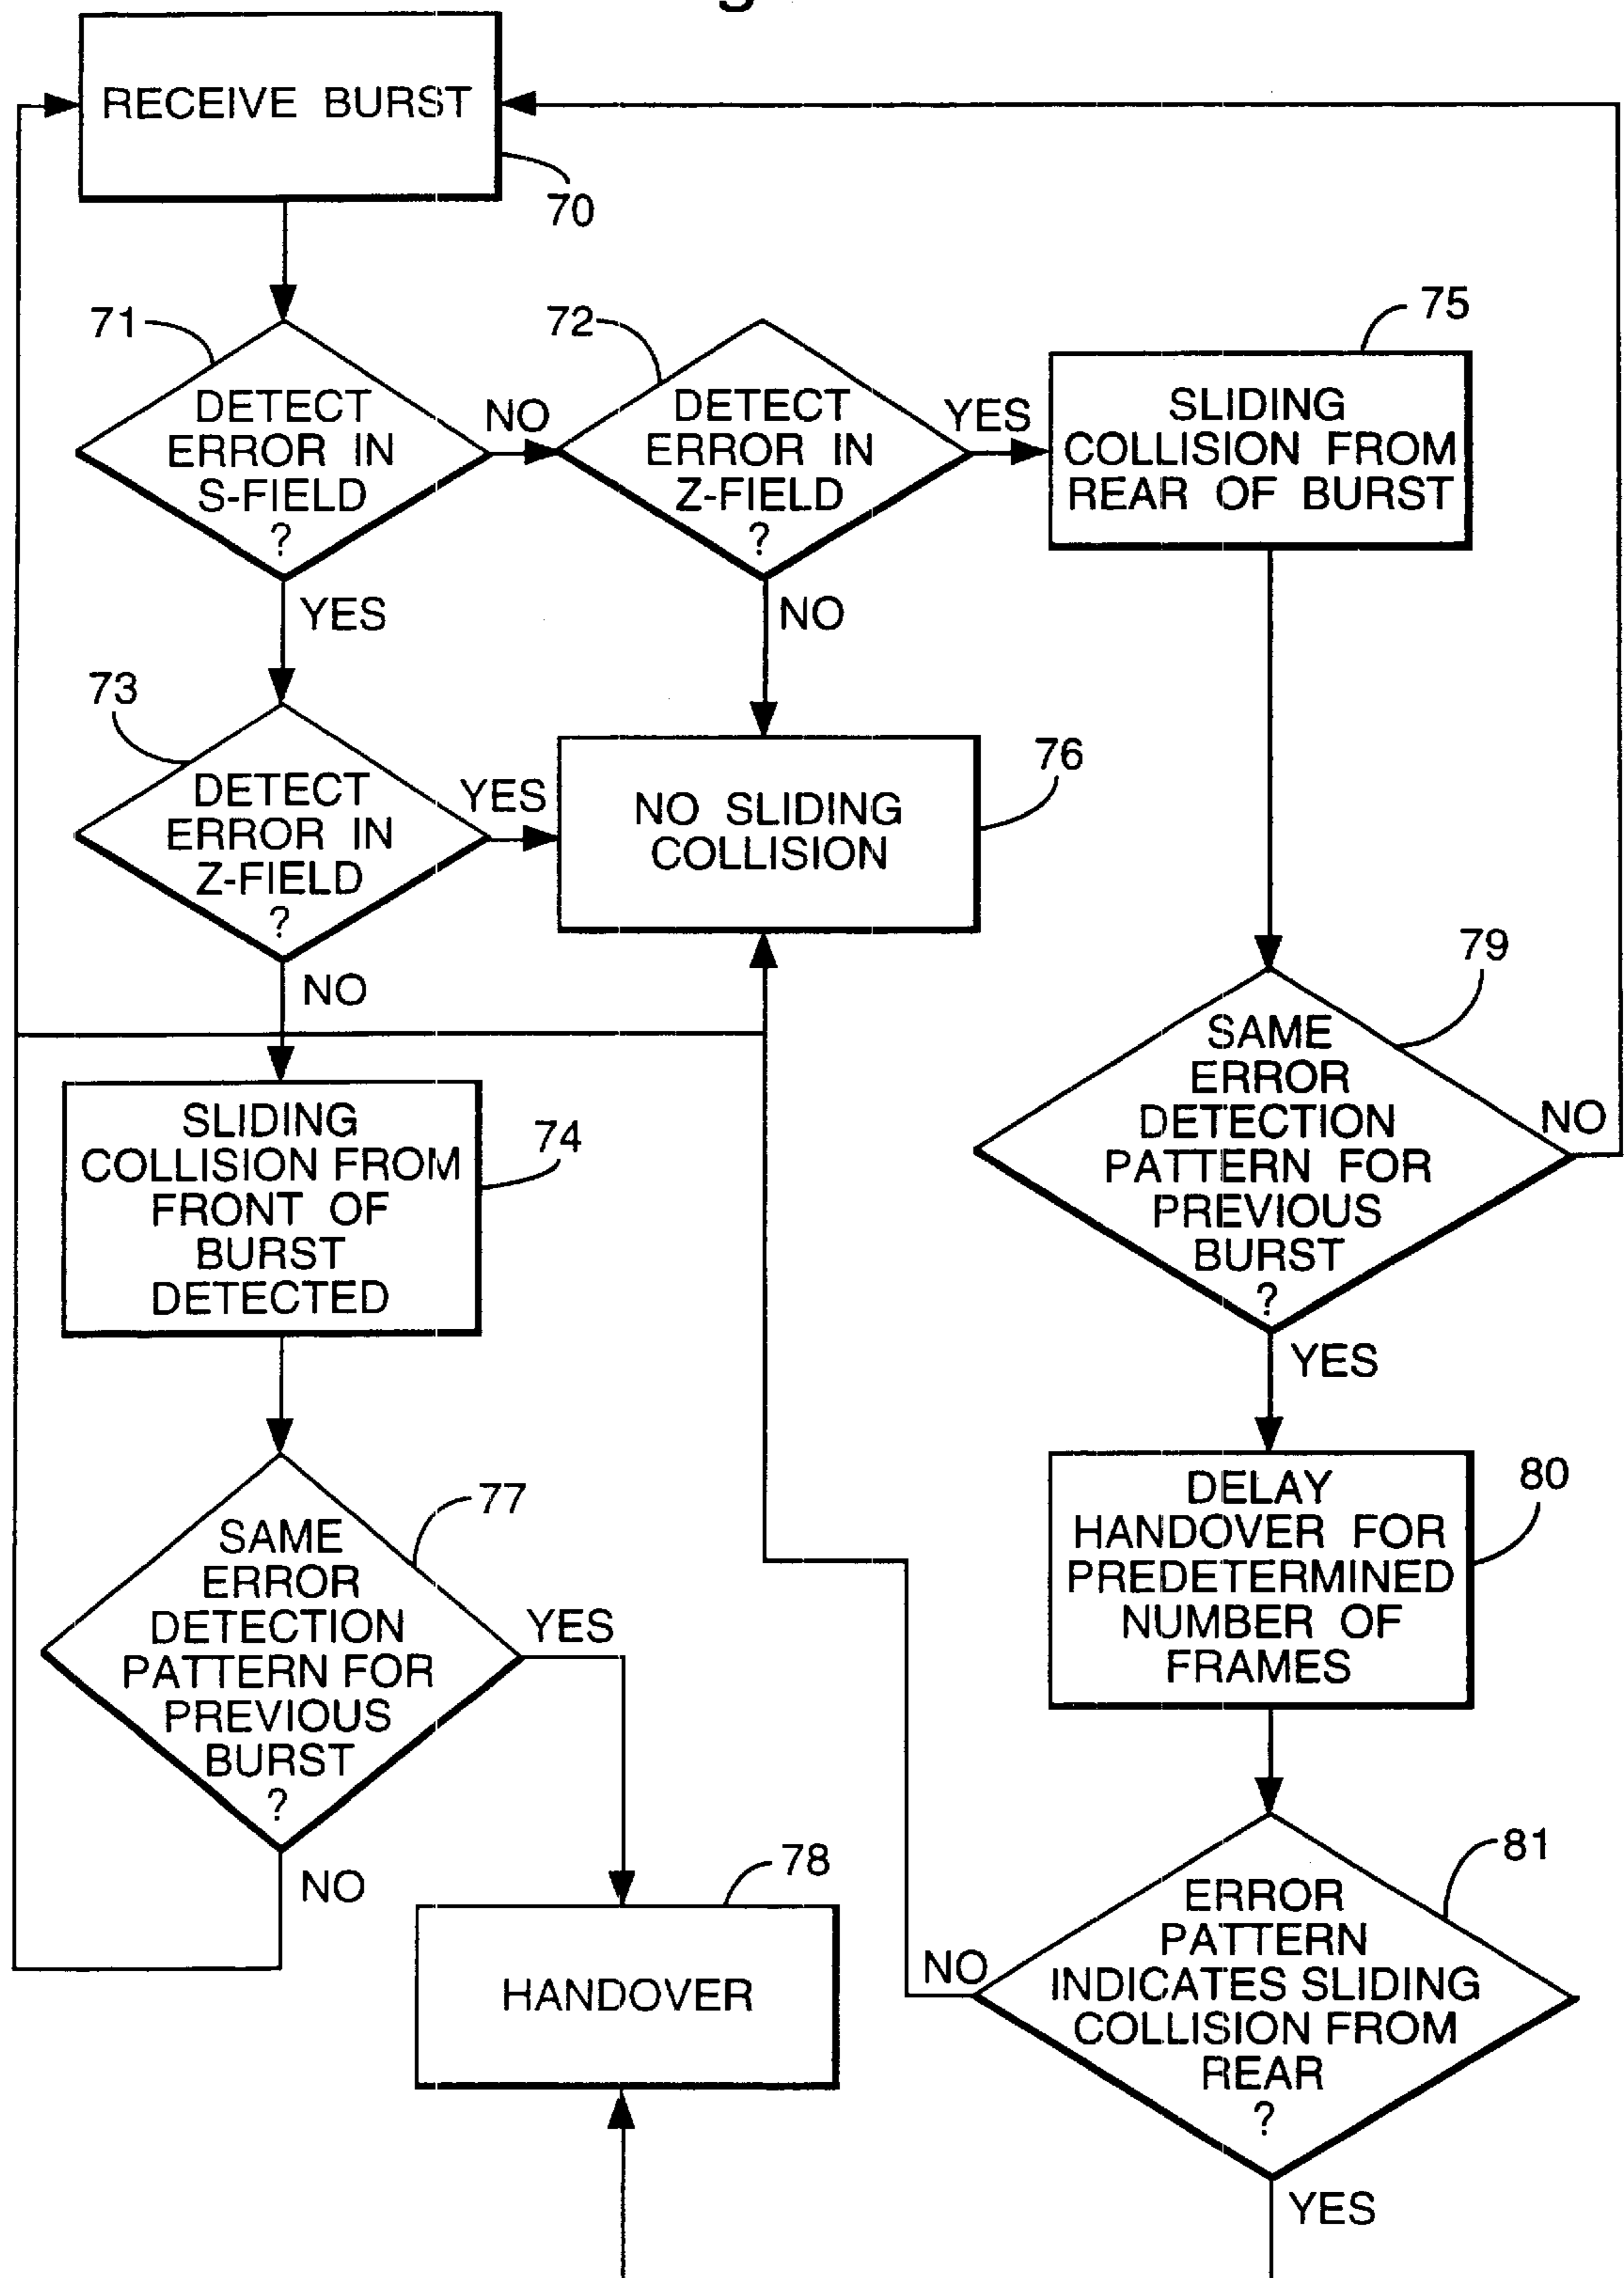 g
RECEIVE BURST
70
71
DETECT
ERROR IN
S-FIELD
?
NO
72
DETECT
ERROR IN
Z-FIELD
?
YES
75
SLIDING
COLLISION FROM
REAR OF BURST
YES
NO
73
DETECT
ERROR IN
Z-FIELD
?
YES
NO SLIDING
COLLISION
76
NO
SLIDING
COLLISION FROM
FRONT OF
BURST
DETECTED
74
79
SAME
ERROR
DETECTION
PATTERN FOR
PREVIOUS
BURST
?
NO
YES
77
SAME
ERROR
DETECTION
PATTERN FOR
PREVIOUS
BURST
?
YES
NO
DELAY
HANDOVER FOR
PREDETERMINED
NUMBER OF
FRAMES
80
78
HANDOVER
81
ERROR
PATTERN
INDICATES SLIDING
COLLISION FROM
REAR
?
NO
YES